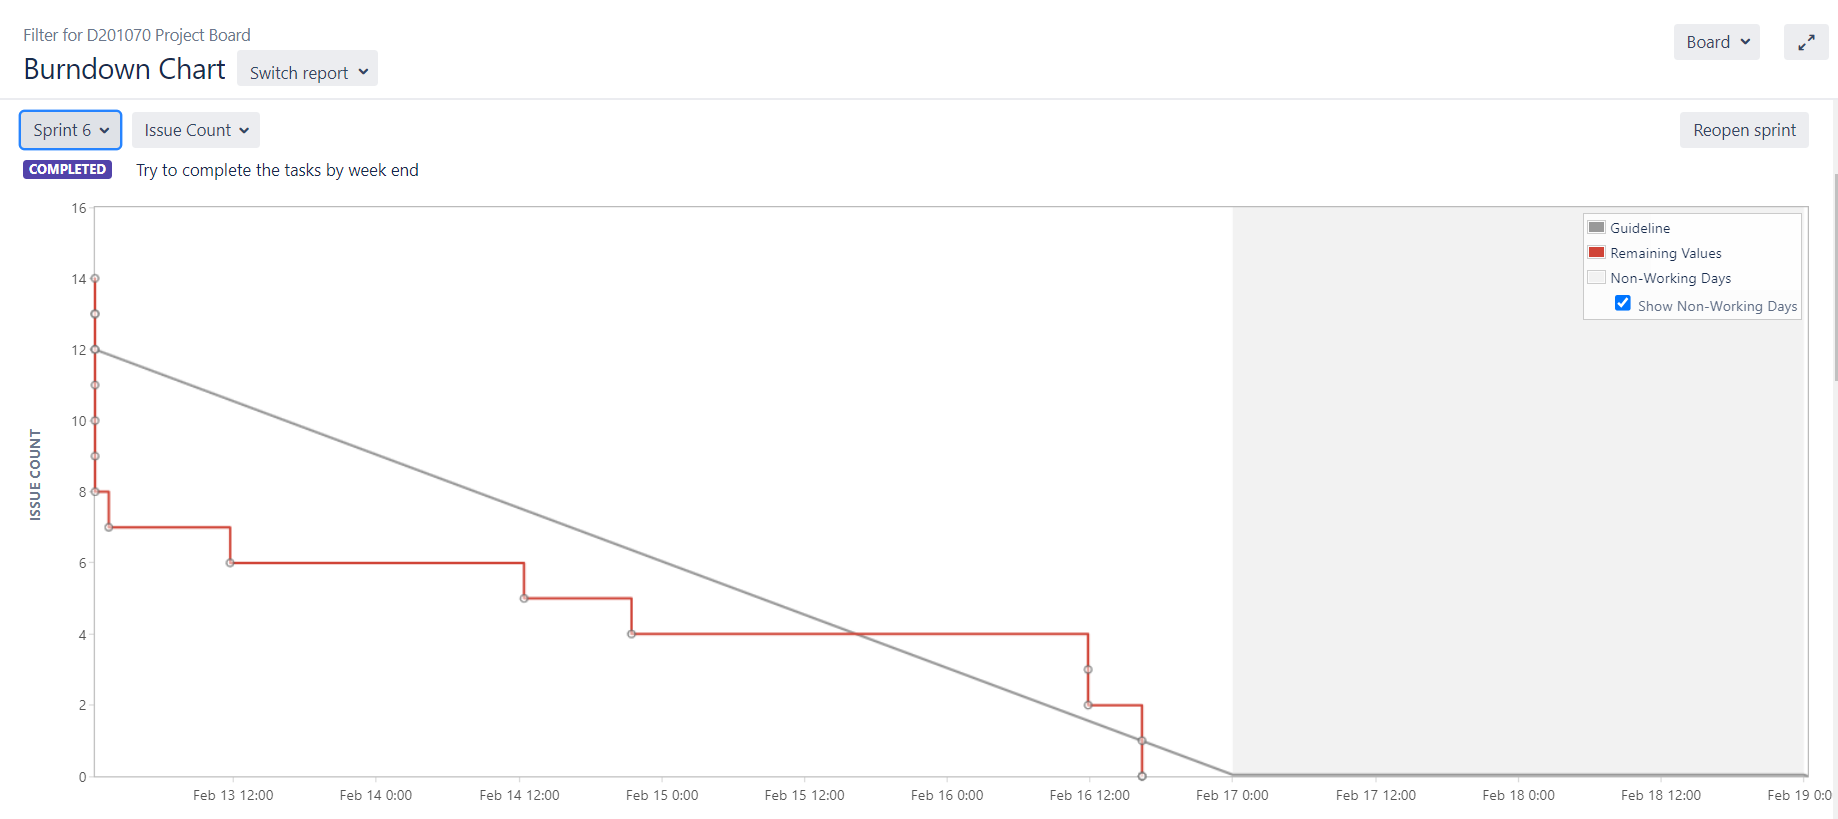 Filter for D201070 Project Board
Burndown Chart
Switch report
Board
Sprint 6
Issue Count
Reopen sprint
COMPLETED
Try to complete the tasks by week end
Guideline
Remaining Values
Non-Working Days
Show Non-Working Days
ISSUE COUNT
16
14
12
10
8
6
4
2
0
Feb 13 12:00
Feb 14 0:00
Feb 14 12:00
Feb 15 0:00
Feb 15 12:00
Feb 16 0:00
Feb 16 12:00
Feb 17 0:00
Feb 17 12:00
Feb 18 0:00
Feb 18 12:00
Feb 19 0:0